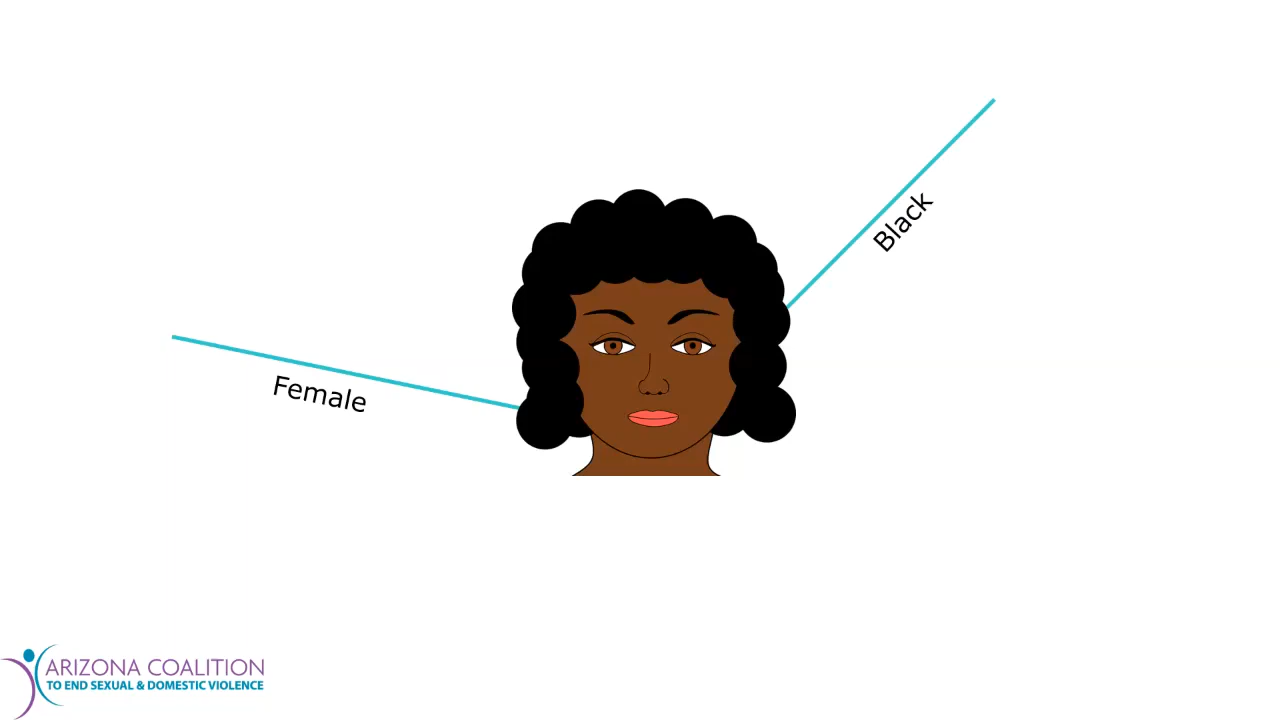 Black
Female
ARIZONA COALITION
TO END SEXUAL & DOMESTIC VIOLENCE